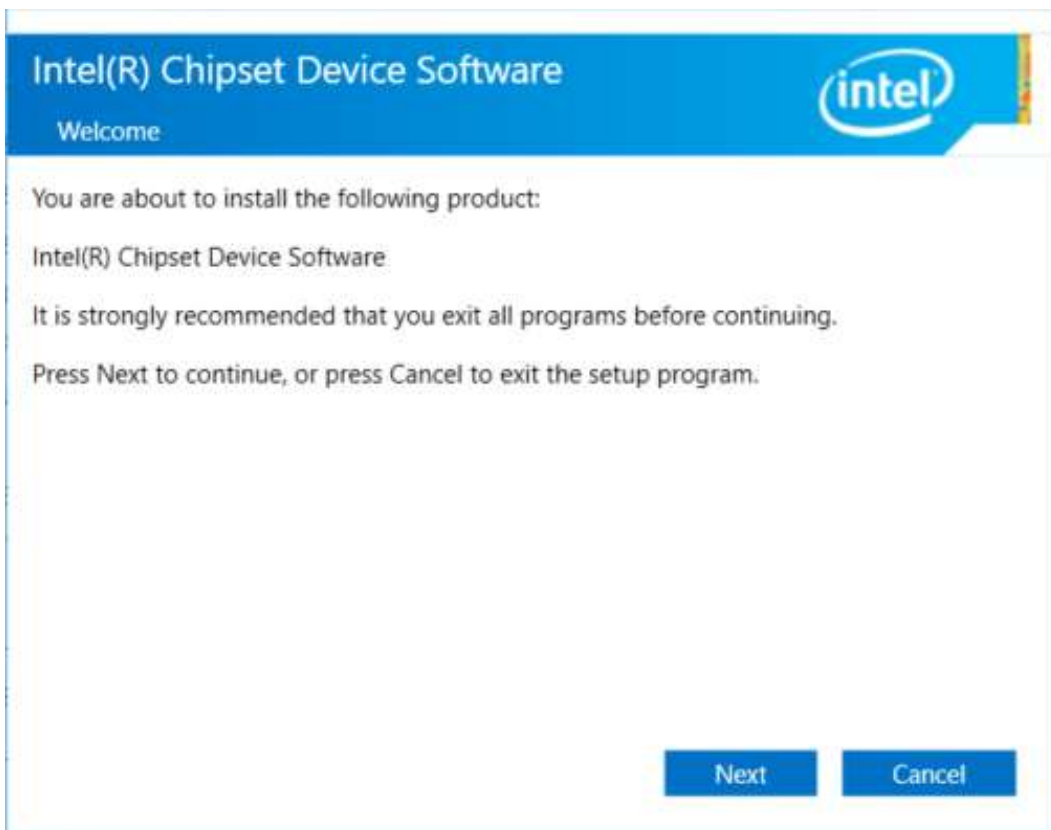 Intel(R) Chipset Device Software
intel
Welcome
You are about to install the following product:
Intel(R) Chipset Device Software
It is strongly recommended that you exit all programs before continuing.
Press Next to continue, or press Cancel to exit the setup program.
Next
Cancel